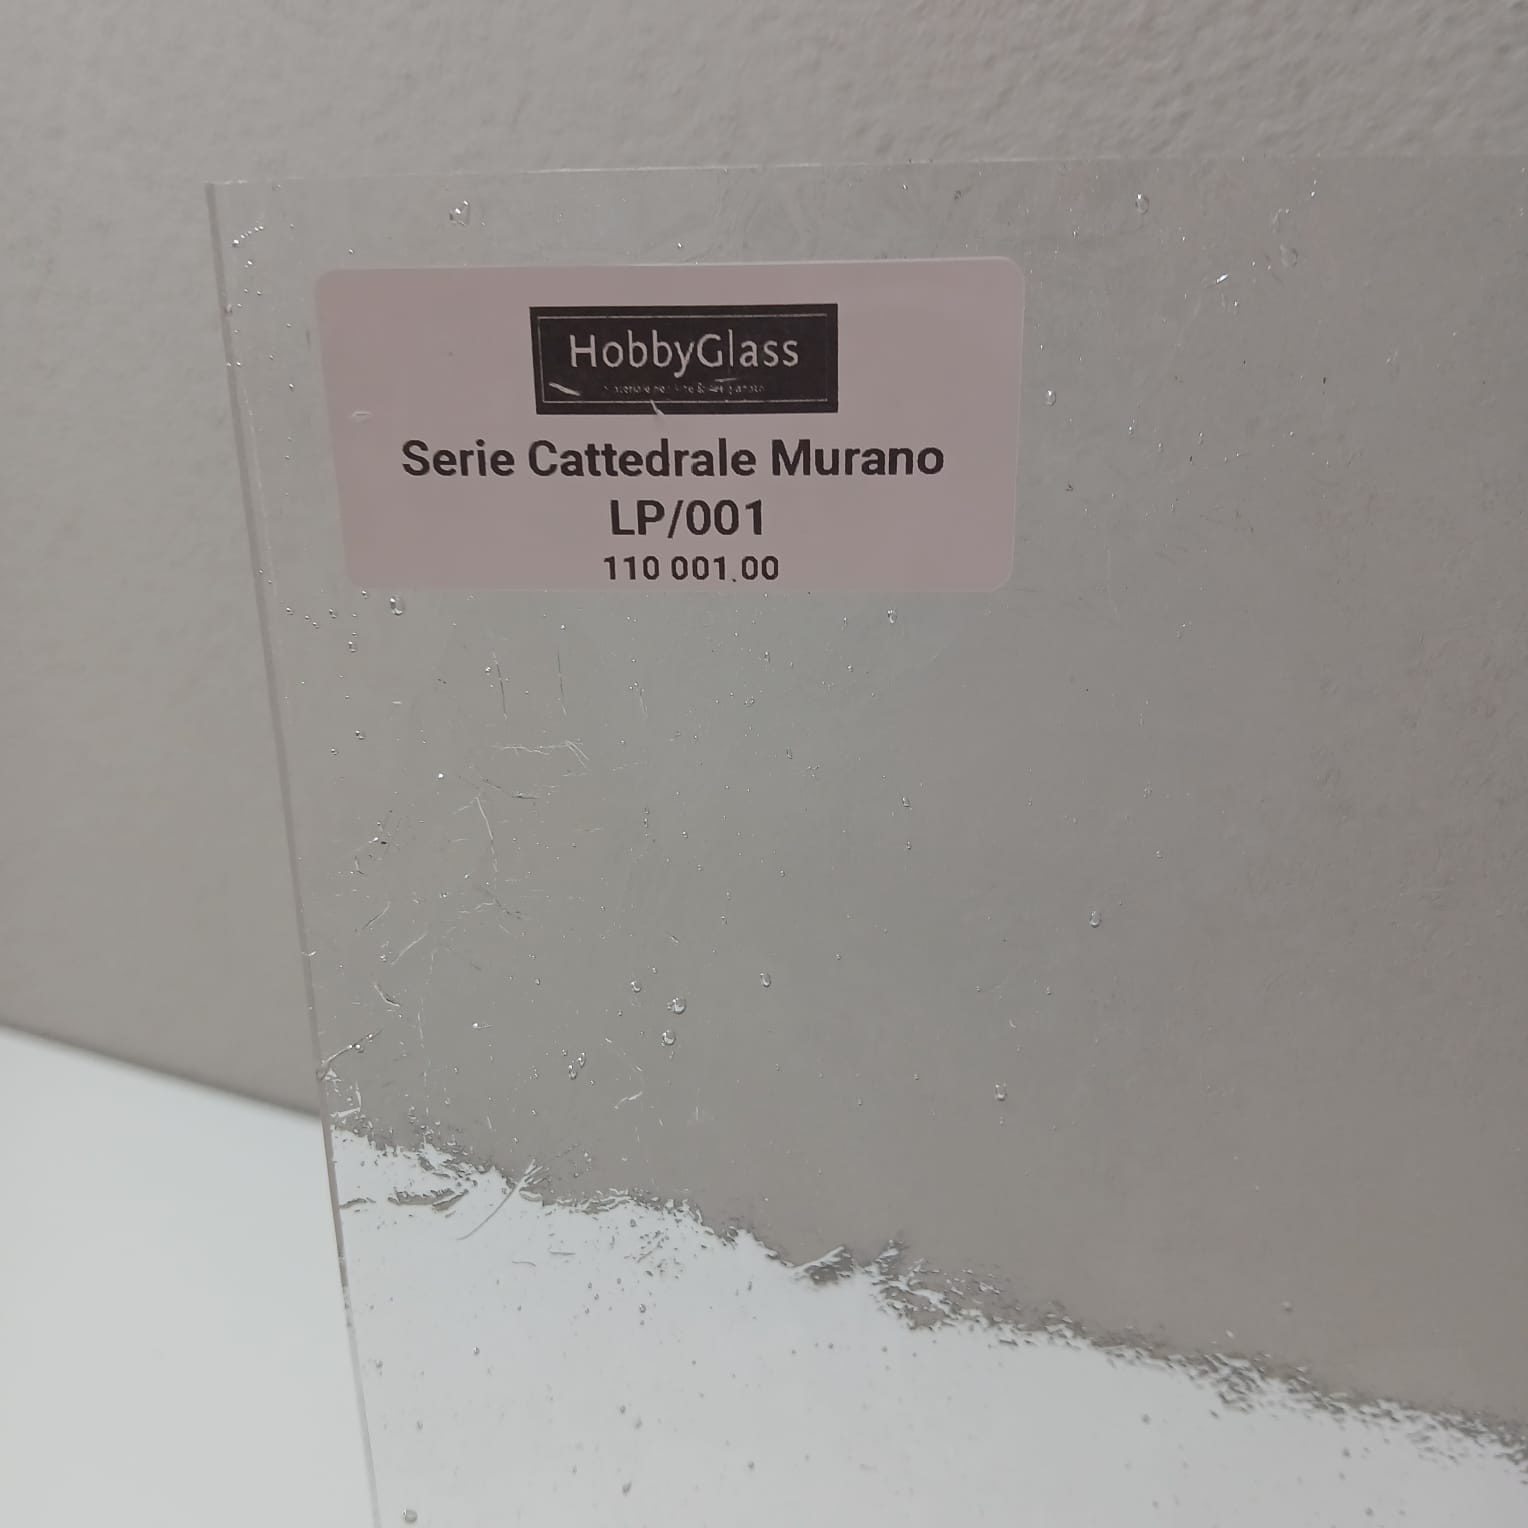 HobbyGlass
Serie Cattedrale Murano
LP/001
110 001.00